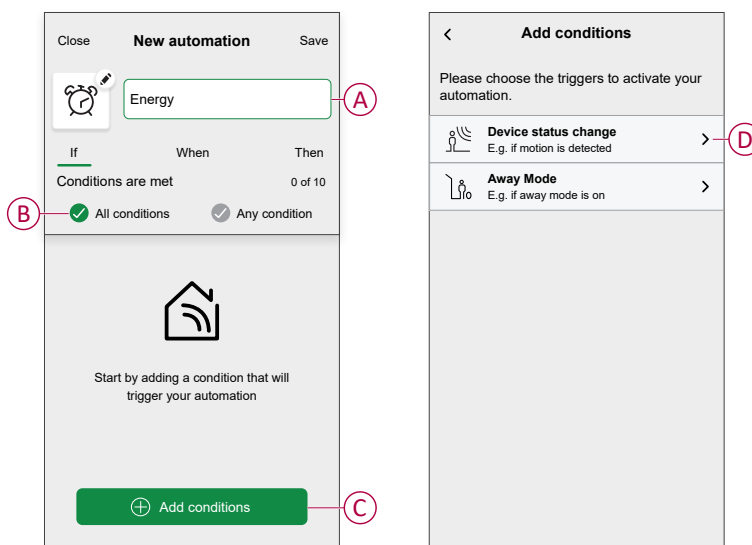 Close New automation Save
Energy
A
If When Then
Conditions are met 0 of 10
B
All conditions Any condition
Start by adding a condition that will
trigger your automation
Add conditions
C
Add conditions
Please choose the triggers to activate your
automation.
Device status change
E.g. if motion is detected
D
Away Mode
E.g. if away mode is on